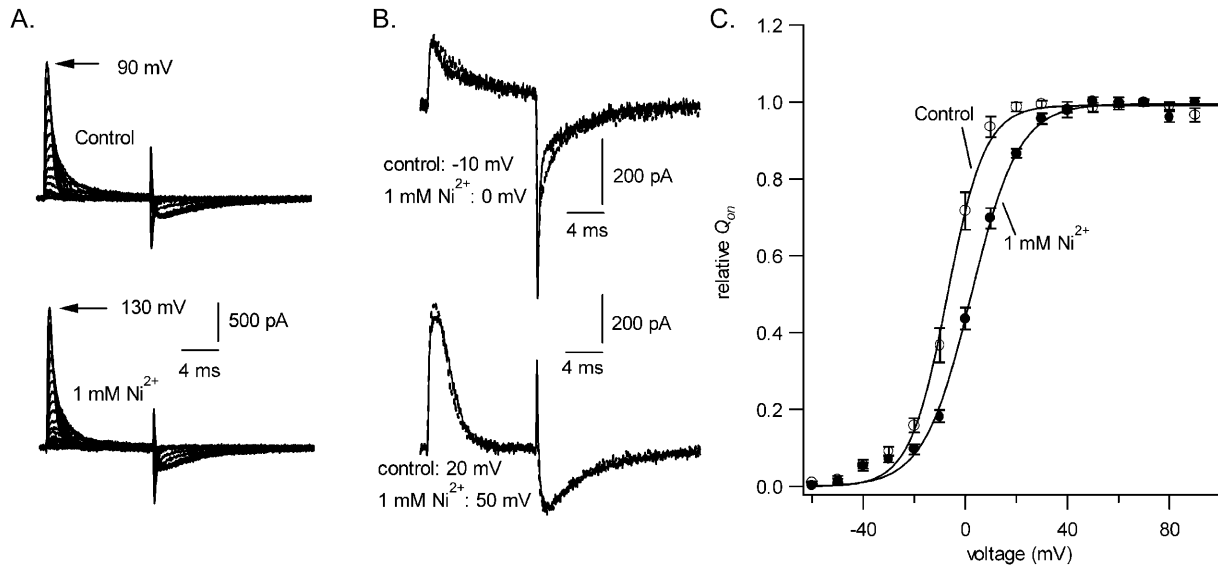 A.
90 mV
Control
130 mV
500 pA
4 ms
1 mM Ni²⁺
B.
control: -10 mV
1 mM Ni²⁺: 0 mV
200 pA
4 ms
200 pA
4 ms
control: 20 mV
1 mM Ni²⁺: 50 mV
C.
1.2
1.0
0.8
0.6
0.4
0.2
0.0
relative Qon
Control
1 mM Ni²⁺
-40
0
40
80
voltage (mV)